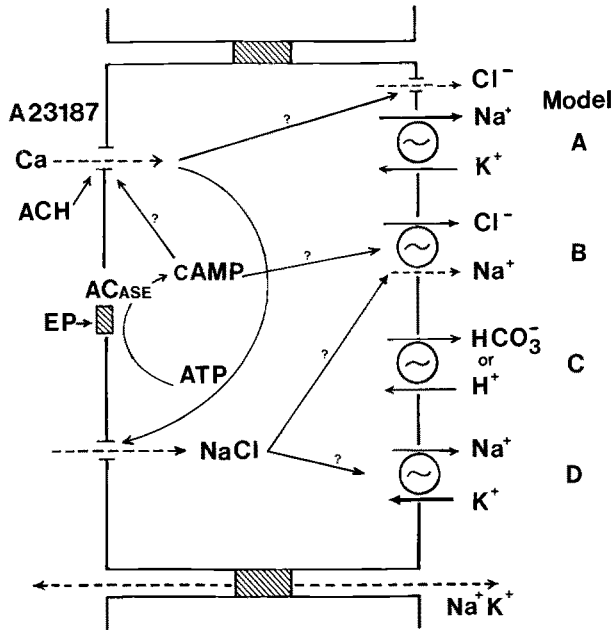 Cl⁻
Model
A23187
?
Na⁺
A
Ca
K⁺
ACH
?
Cl⁻
CAMP
?
B
ACASE
Na⁺
EP
?
HCO₃⁻
or
C
ATP
H⁺
NaCl
Na⁺
?
D
K⁺
Na⁺K⁺